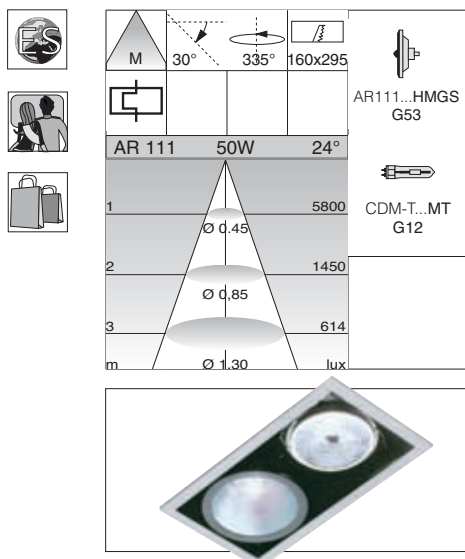 ES
M
30°
335°
160x295
AR111...HMGS
G53
AR 111 50W 24°
CDM-T...MT
G12
1 5800
Ø 0.45
2 1450
Ø 0,85
3 614
m Ø 1.30 lux